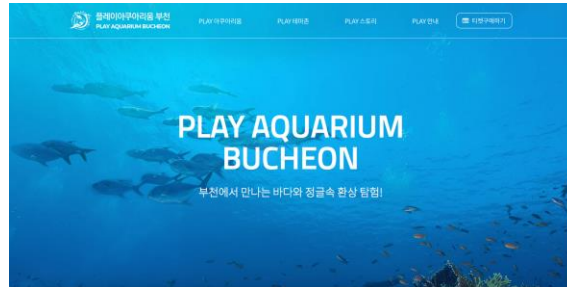 플레이아쿠아리움 부천
PLAY AQUARIUM BUCHEON
PLAY 아쿠아리움
PLAY 테마존
PLAY 스토리
PLAY 안내
티켓구매하기
PLAY AQUARIUM
BUCHEON
부천에서 만나는 바다와 정글속 환상 탐험!